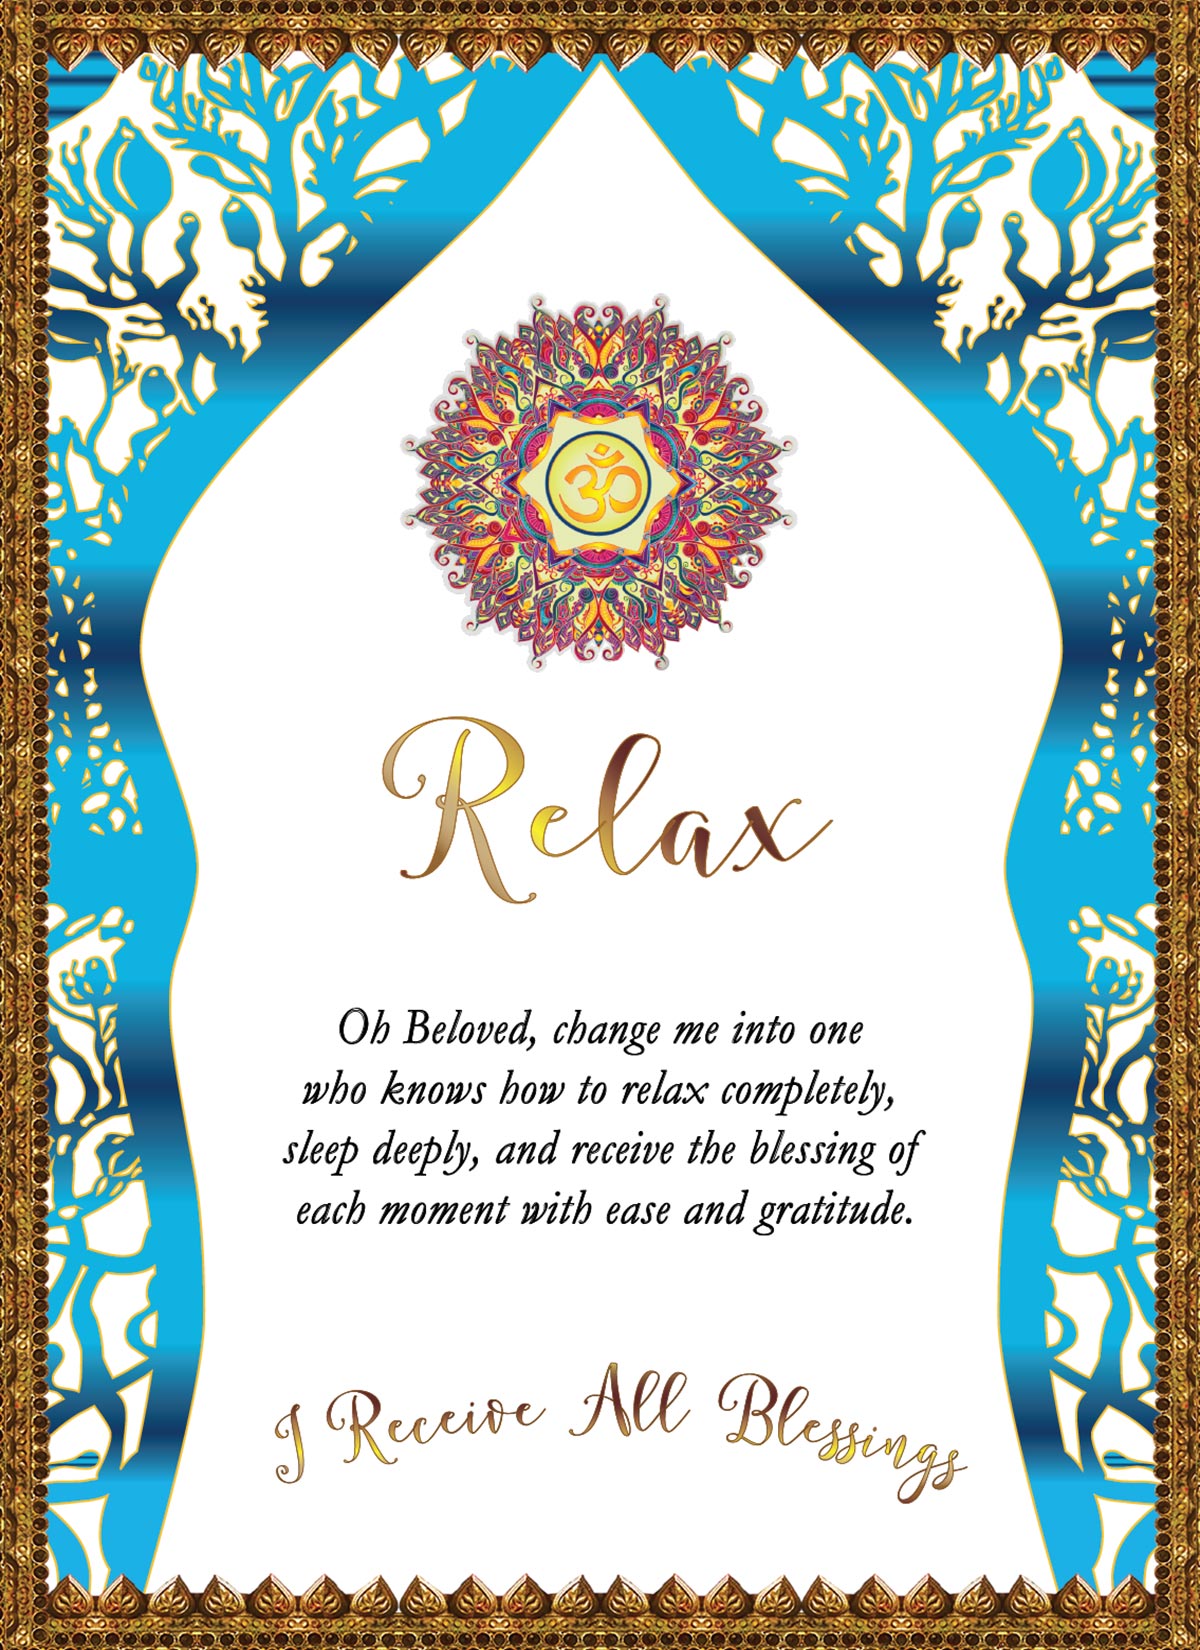 ॐ
Relax
Oh Beloved, change me into one
who knows how to relax completely,
sleep deeply, and receive the blessing of
each moment with ease and gratitude.
I Receive All Blessings